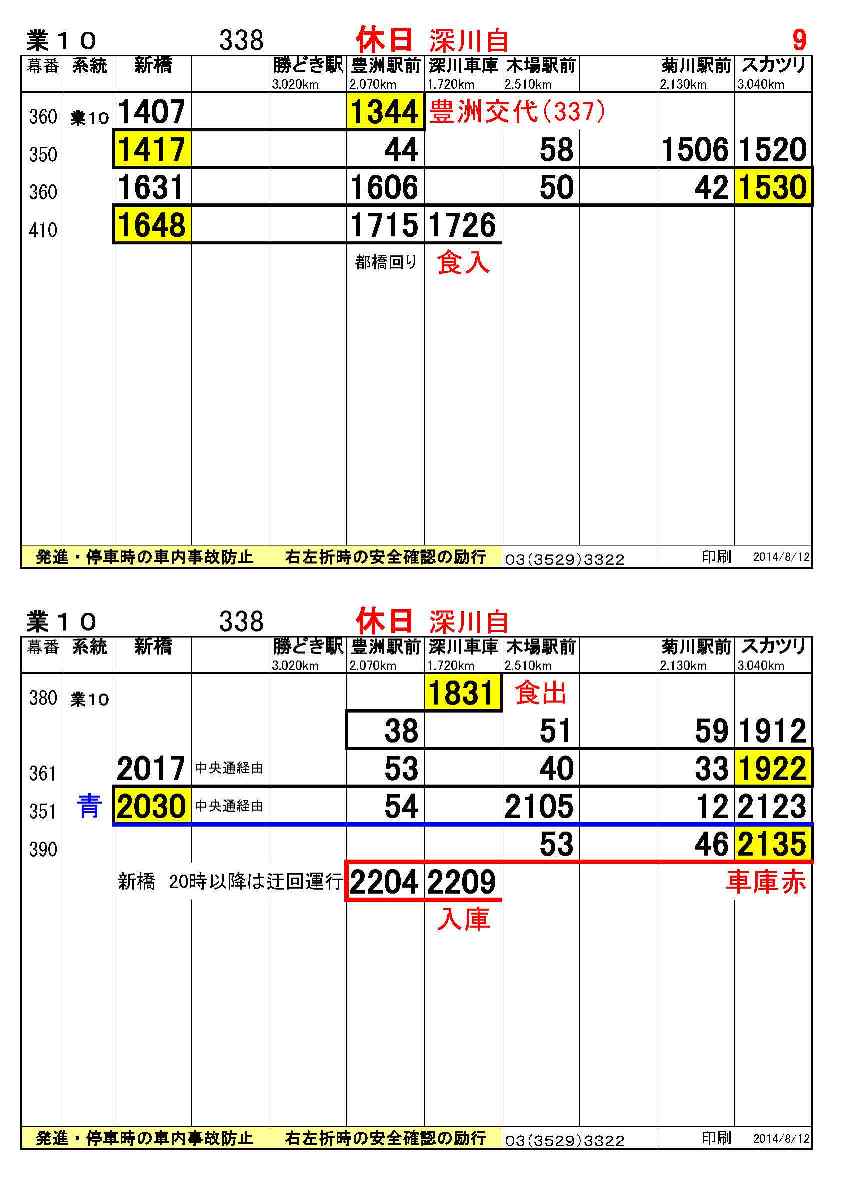 業10 338 休日 深川自 9
幕番 系統 新橋 勝どき駅 豊洲駅前 深川車庫 木場駅前 菊川駅前 スカツリ
3.020km 2.070km 1.720km 2.510km 2.130km 3.040km
360 業10 1407 1344 豊洲交代(337)
350 1417 44 58 1506 1520
360 1631 1606 50 42 1530
410 1648 1715 1726
都橋回り 食入
発進・停車時の車内事故防止 右左折時の安全確認の励行 03(3529)3322 印刷 2014/8/12
業10 338 休日 深川自
幕番 系統 新橋 勝どき駅 豊洲駅前 深川車庫 木場駅前 菊川駅前 スカツリ
3.020km 2.070km 1.720km 2.510km 2.130km 3.040km
380 業10 1831 食出
38 51 59 1912
361 2017 中央通経由 53 40 33 1922
351 青 2030 中央通経由 54 2105 12 2123
390 53 46 2135
新橋 20時以降は迂回運行 2204 2209 車庫赤
入庫
発進・停車時の車内事故防止 右左折時の安全確認の励行 03(3529)3322 印刷 2014/8/12